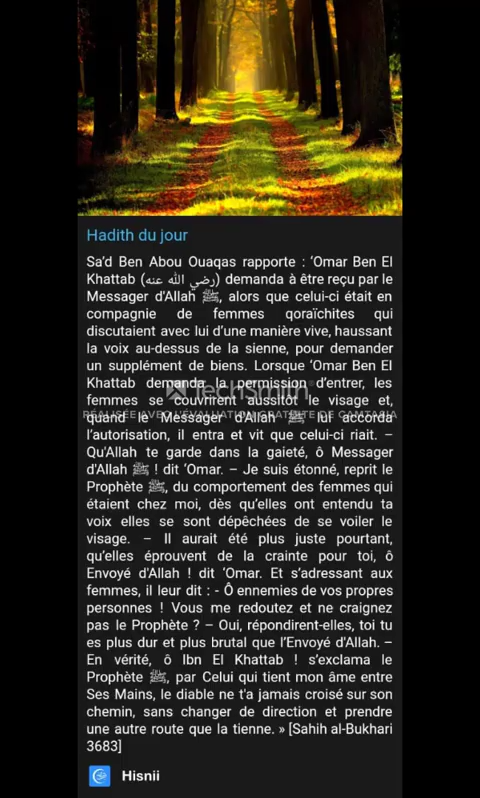 Hadith du jour
Sa'd Ben Abou Ouaqas rapporte : 'Omar Ben El
Khattab (رضي الله عنه) demanda à être reçu par le
Messager d'Allah ﷺ, alors que celui-ci était en
compagnie de femmes qoraïchites qui
discutaient avec lui d'une manière vive, haussant
la voix au-dessus de la sienne, pour demander
un supplément de biens. Lorsque 'Omar Ben El
Khattab demanda la permission d'entrer, les
TechSmith
femmes se couvrirent aussitôt le visage et,
RÉALISÉE AVEC L'ÉVALUATION GRATUITE DE CAMTASIA
quand le Messager d'Allah ﷺ lui accorda
l'autorisation, il entra et vit que celui-ci riait. –
Qu'Allah te garde dans la gaieté, ô Messager
d'Allah ﷺ ! dit 'Omar. – Je suis étonné, reprit le
Prophète ﷺ, du comportement des femmes qui
étaient chez moi, dès qu'elles ont entendu ta
voix elles se sont dépêchées de se voiler le
visage. – Il aurait été plus juste pourtant,
qu'elles éprouvent de la crainte pour toi, ô
Envoyé d'Allah ! dit 'Omar. Et s'adressant aux
femmes, il leur dit : - Ô ennemies de vos propres
personnes ! Vous me redoutez et ne craignez
pas le Prophète ? – Oui, répondirent-elles, toi tu
es plus dur et plus brutal que l'Envoyé d'Allah. –
En vérité, ô Ibn El Khattab ! s'exclama le
Prophète ﷺ, par Celui qui tient mon âme entre
Ses Mains, le diable ne t'a jamais croisé sur son
chemin, sans changer de direction et prendre
une autre route que la tienne. » [Sahih al-Bukhari
3683]
Hisnii